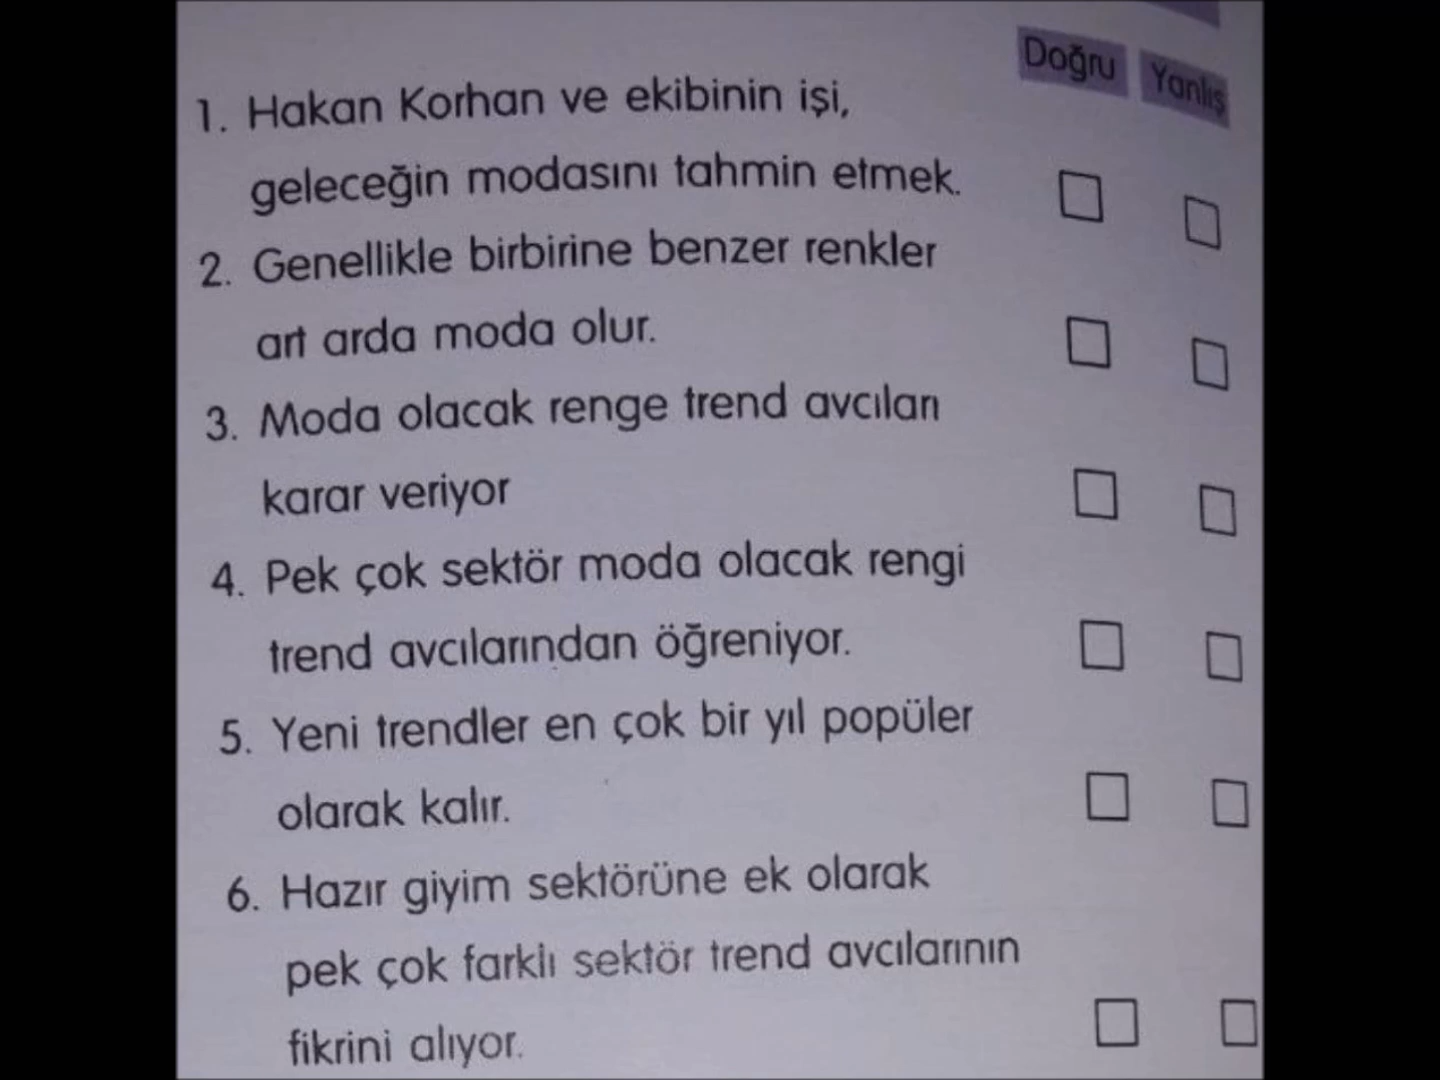 Doğru Yanlış
1. Hakan Korhan ve ekibinin işi,
geleceğin modasını tahmin etmek.
2. Genellikle birbirine benzer renkler
art arda moda olur.
3. Moda olacak renge trend avcıları
karar veriyor
4. Pek çok sektör moda olacak rengi
trend avcılarından öğreniyor.
5. Yeni trendler en çok bir yıl popüler
olarak kalır.
6. Hazır giyim sektörüne ek olarak
pek çok farklı sektör trend avcılarının
fikrini alıyor.